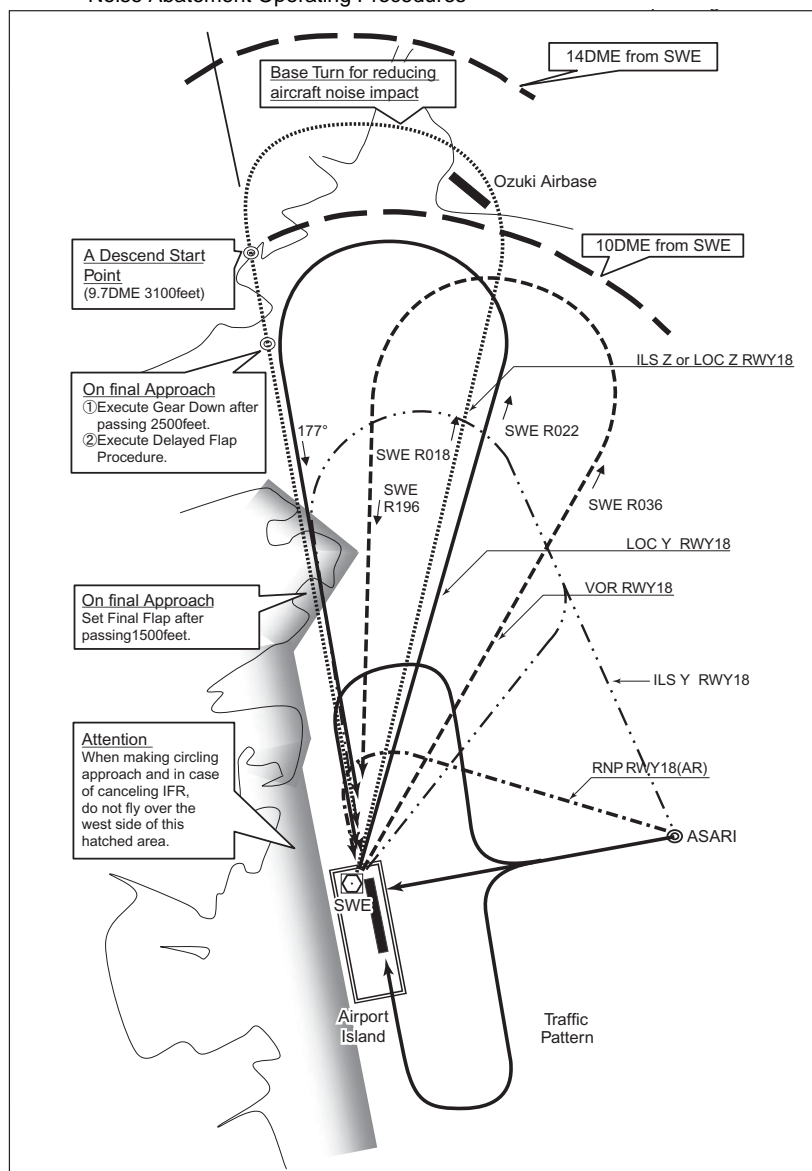 Noise Abatement Operating Procedures
14DME from SWE
Base Turn for reducing
aircraft noise impact
Ozuki Airbase
10DME from SWE
A Descend Start
Point
(9.7DME 3100feet)
ILS Z or LOC Z RWY18
On final Approach
①Execute Gear Down after
passing 2500feet.
②Execute Delayed Flap
Procedure.
177°
SWE R018
SWE R022
SWE
R196
SWE R036
LOC Y RWY18
On final Approach
Set Final Flap after
passing1500feet.
VOR RWY18
ILS Y RWY18
Attention
When making circling
approach and in case
of canceling IFR,
do not fly over the
west side of this
hatched area.
RNP RWY18(AR)
ASARI
SWE
Airport
Island
Traffic
Pattern